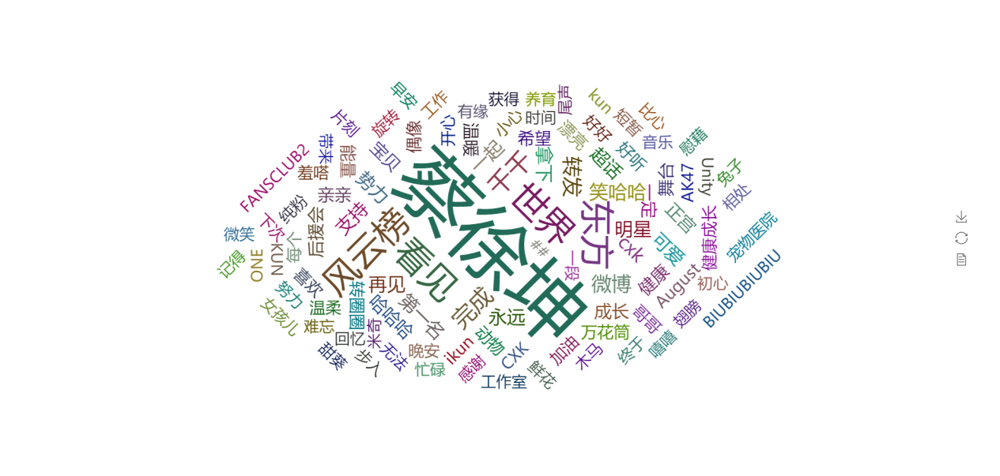 蔡徐坤
风云榜
看见
世界
东方
千千
转发
笑哈哈
明星
完成
早安
工作
有缘
获得
养育
尾声
kun
短暂
比心
片刻
旋转
偶像
开心
温暖
小心
时间
漂亮
好好
音乐
慰藉
带来
能量
宝贝
一起
希望
拿下
超话
好听
舞台
AK47
Unity
兔子
FANSCLUB2
羞嗒
亲亲
势力
一定
正宫
相处
纯粉
后援会
支持
##
cxk
可爱
健康成长
宠物医院
微笑
下次
每个
KUN
一段
微博
健康
August
初心
BIUBIUBIUBIU
记得
ONE
喜欢
再见
努力
转圈圈
哈哈哈
第一名
永远
成长
哥哥
翅膀
女孩儿
温柔
难忘
米奇
动物
万花筒
回忆
甜葵
步入
无法
晚安
ikun
CXK
加油
木马
终于
嘻嘻
忙碌
感谢
工作室
鲜花